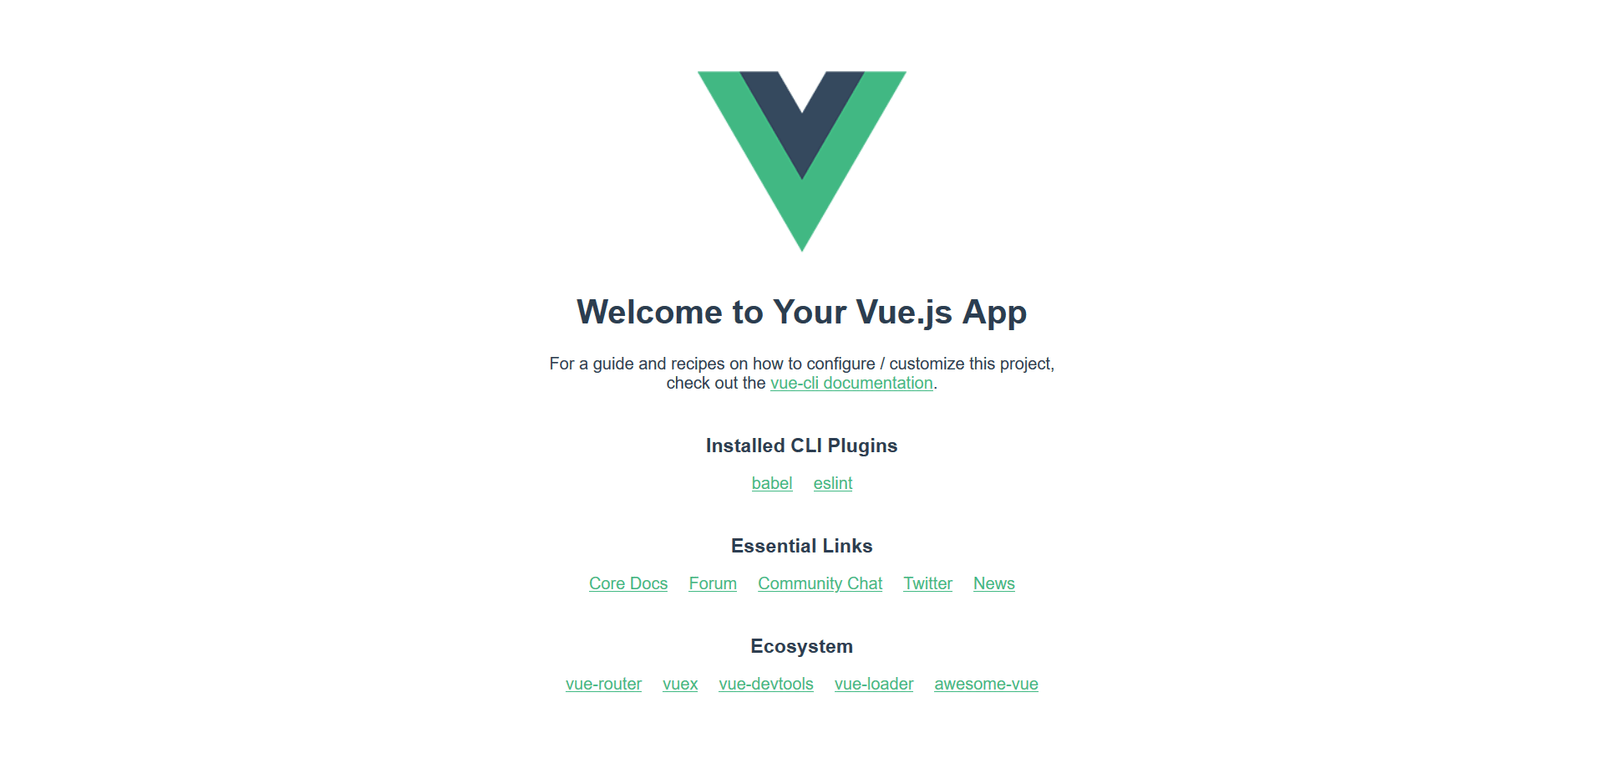 Welcome to Your Vue.js App
For a guide and recipes on how to configure / customize this project,
check out the vue-cli documentation.
Installed CLI Plugins
babel eslint
Essential Links
Core Docs Forum Community Chat Twitter News
Ecosystem
vue-router vuex vue-devtools vue-loader awesome-vue